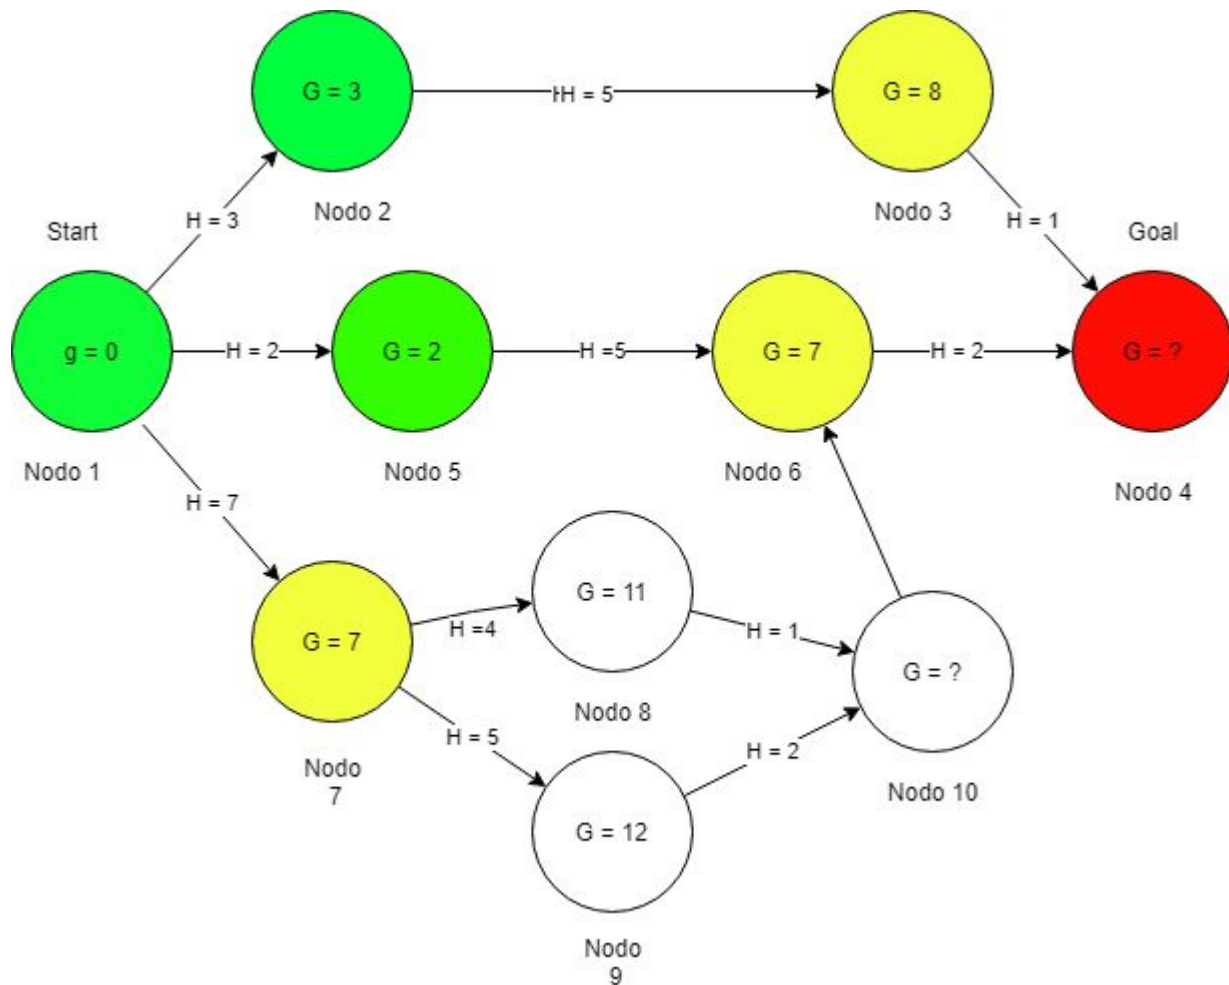 G = 3
H = 5
G = 8
Nodo 2
Nodo 3
H = 3
H = 1
Start
Goal
g = 0
H = 2
G = 2
H =5
G = 7
H = 2
G = ?
Nodo 1
Nodo 5
Nodo 6
Nodo 4
H = 7
G = 7
H =4
G = 11
H = 1
G = ?
Nodo 8
H = 5
H = 2
Nodo
7
Nodo 10
G = 12
Nodo
9